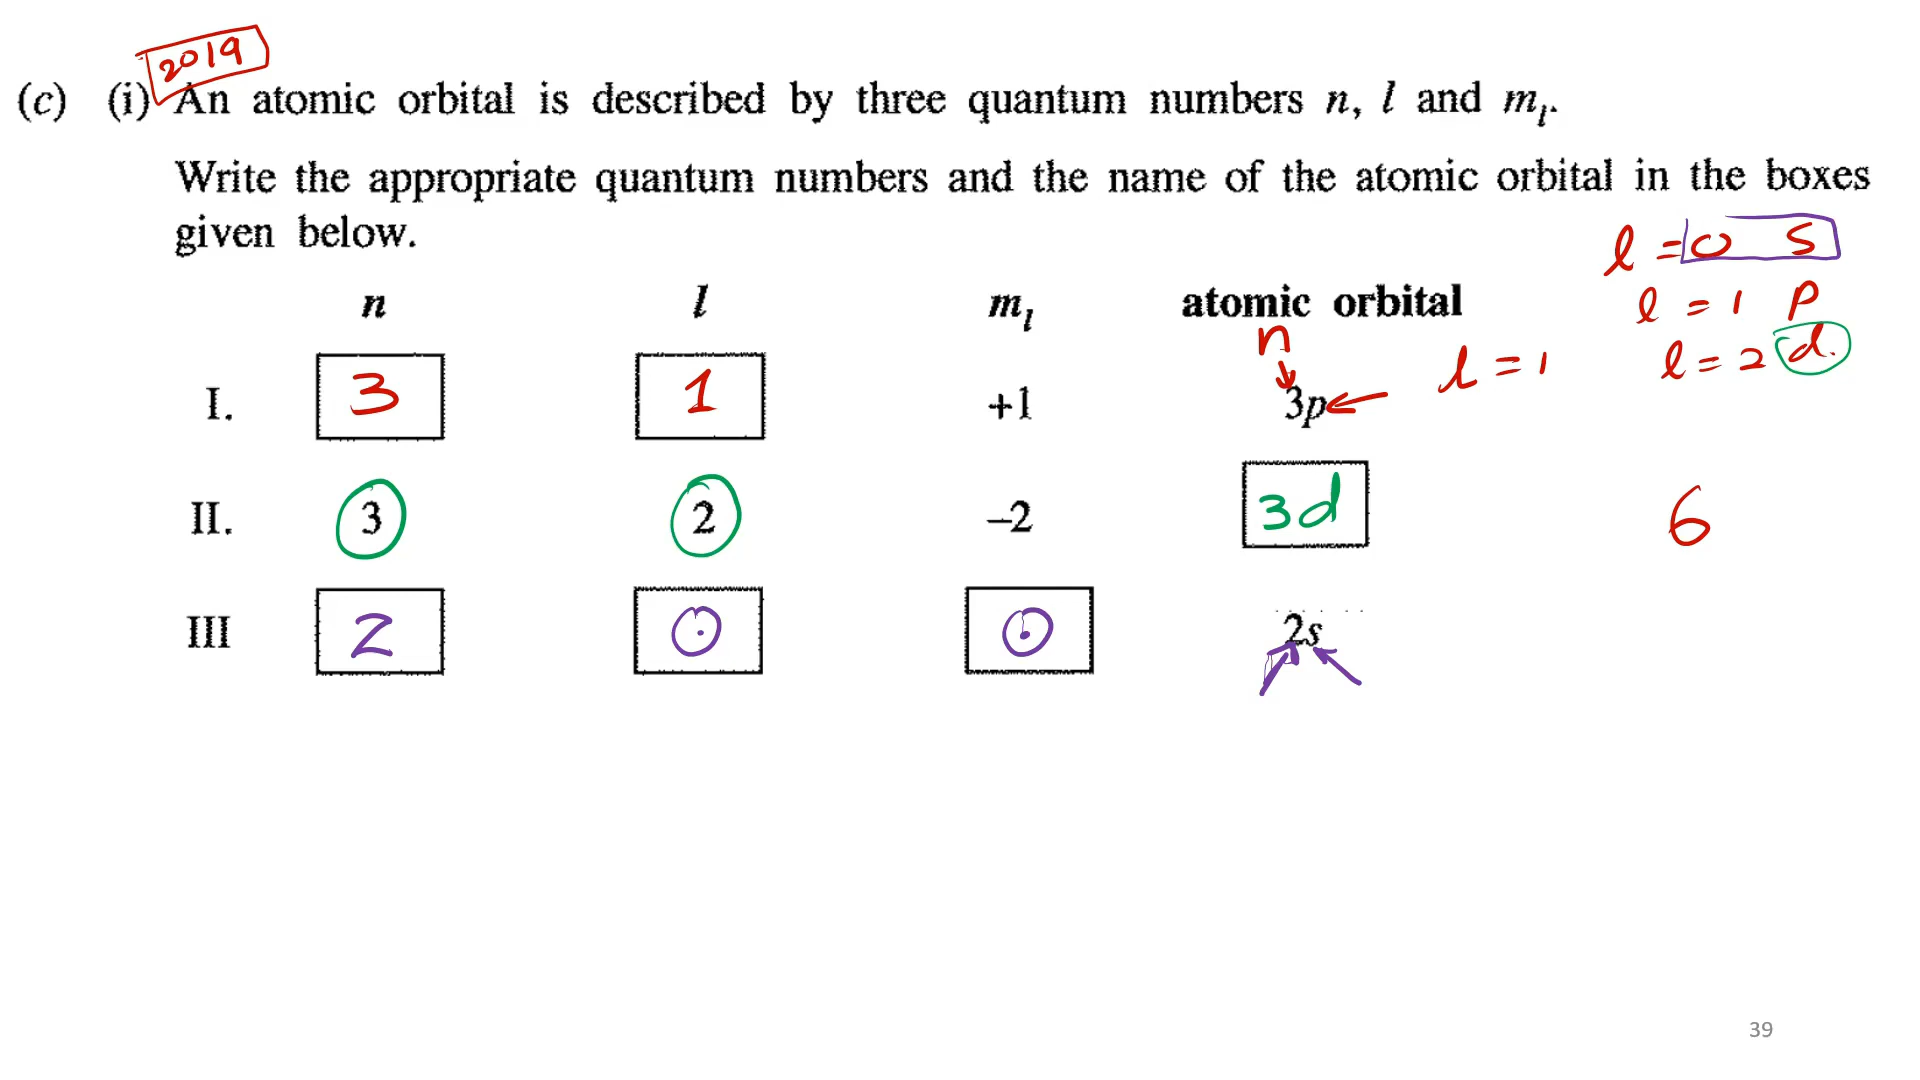 2019
(c) (i) An atomic orbital is described by three quantum numbers n, l and mₗ.
Write the appropriate quantum numbers and the name of the atomic orbital in the boxes
given below.
l = 0 s
l = 1 p
l = 2 d.
n l mₗ atomic orbital
n
l = 1
I. 3 1 +1 3p
II. 3 2 –2 3d
6
III 2 0 0 2s
39